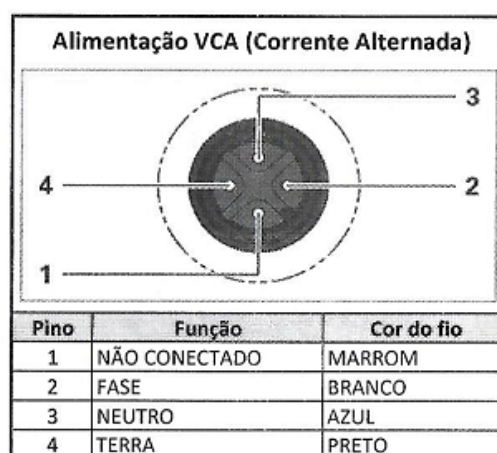 Alimentação VCA (Corrente Alternada)
3
4
2
1
Pino Função Cor do fio
1 NÃO CONECTADO MARROM
2 FASE BRANCO
3 NEUTRO AZUL
4 TERRA PRETO